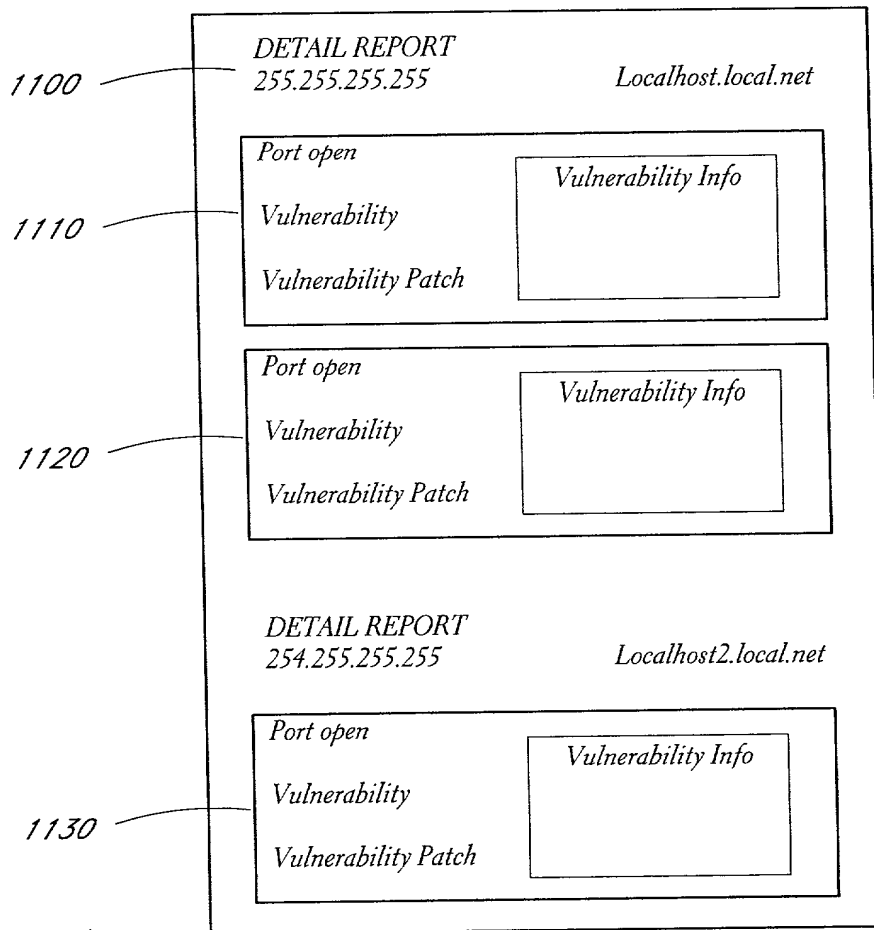 DETAIL REPORT
1100 255.255.255.255 Localhost.local.net
Port open
Vulnerability Info
1110 Vulnerability
Vulnerability Patch
Port open
Vulnerability Info
1120 Vulnerability
Vulnerability Patch
DETAIL REPORT
254.255.255.255 Localhost2.local.net
Port open
Vulnerability Info
Vulnerability
1130
Vulnerability Patch